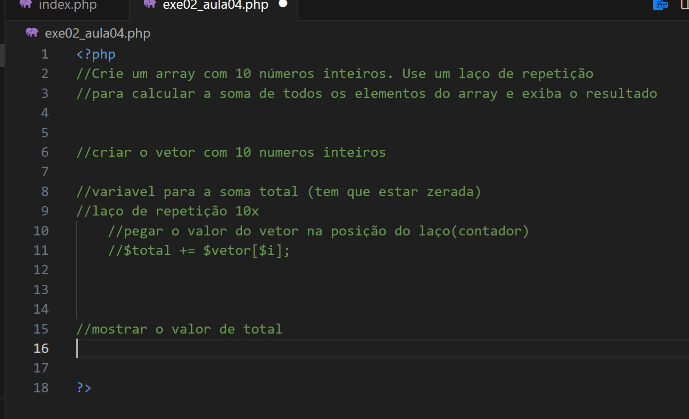 index.php exe02_aula04.php
exe02_aula04.php
1 <?php
2 //Crie um array com 10 números inteiros. Use um laço de repetição
3 //para calcular a soma de todos os elementos do array e exiba o resultado
4
5
6 //criar o vetor com 10 numeros inteiros
7
8 //variavel para a soma total (tem que estar zerada)
9 //laço de repetição 10x
10 //pegar o valor do vetor na posição do laço(contador)
11 //$total += $vetor[$i];
12
13
14
15 //mostrar o valor de total
16
17
18 ?>